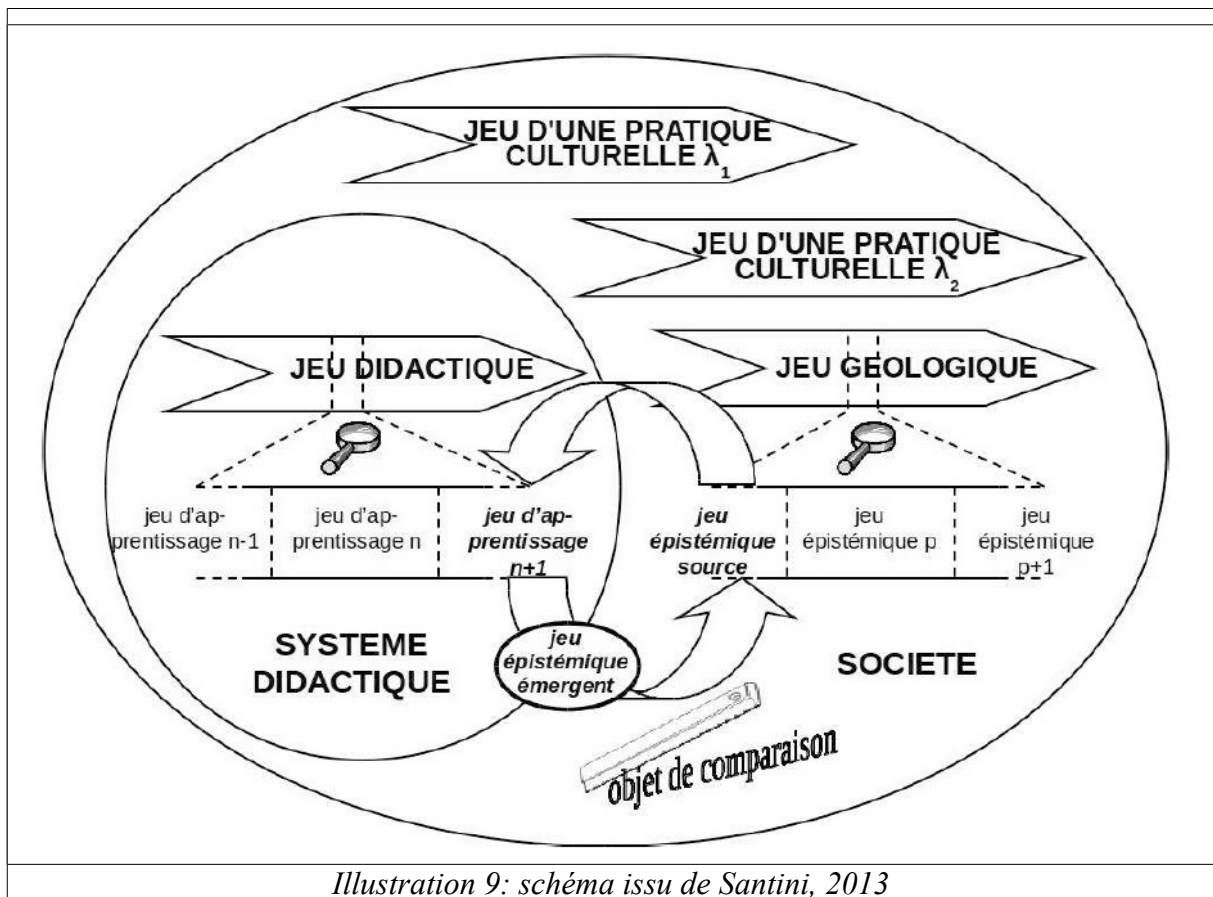 JEU D'UNE PRATIQUE
CULTURELLE λ1
JEU D'UNE PRATIQUE
CULTURELLE λ2
JEU DIDACTIQUE
JEU GEOLOGIQUE
jeu d'ap-
prentissage n-1
jeu d'ap-
prentissage n
jeu d'ap-
prentissage
n+1
jeu
épistémique
source
jeu
épistémique p
jeu
épistémique
p+1
SYSTEME
DIDACTIQUE
jeu
épistémique
émergent
SOCIETE
objet de comparaison
Illustration 9: schéma issu de Santini, 2013